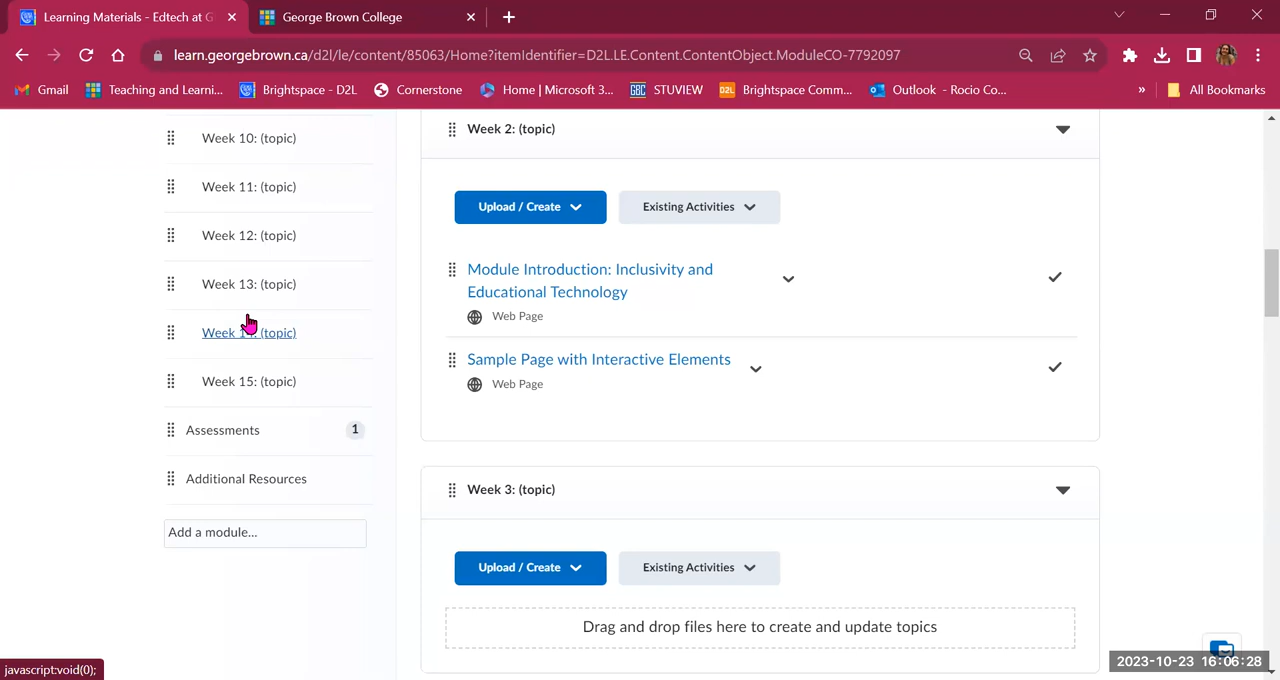 Learning Materials - Edtech at G
George Brown College
learn.georgebrown.ca/d2l/le/content/85063/Home?itemIdentifier=D2L.LE.Content.ContentObject.ModuleCO-7792097
Gmail
Teaching and Learni...
Brightspace - D2L
Cornerstone
Home | Microsoft 3...
GBC
STUVIEW
D2L
Brightspace Comm...
Outlook - Rocio Co...
»
All Bookmarks
Week 10: (topic)
Week 11: (topic)
Week 12: (topic)
Week 13: (topic)
Week 14: (topic)
Week 15: (topic)
Assessments 1
Additional Resources
Add a module...
Week 2: (topic)
Upload / Create
Existing Activities
Module Introduction: Inclusivity and
Educational Technology
Web Page
Sample Page with Interactive Elements
Web Page
Week 3: (topic)
Upload / Create
Existing Activities
Drag and drop files here to create and update topics
javascript:void(0);
2023-10-23 16:06:28